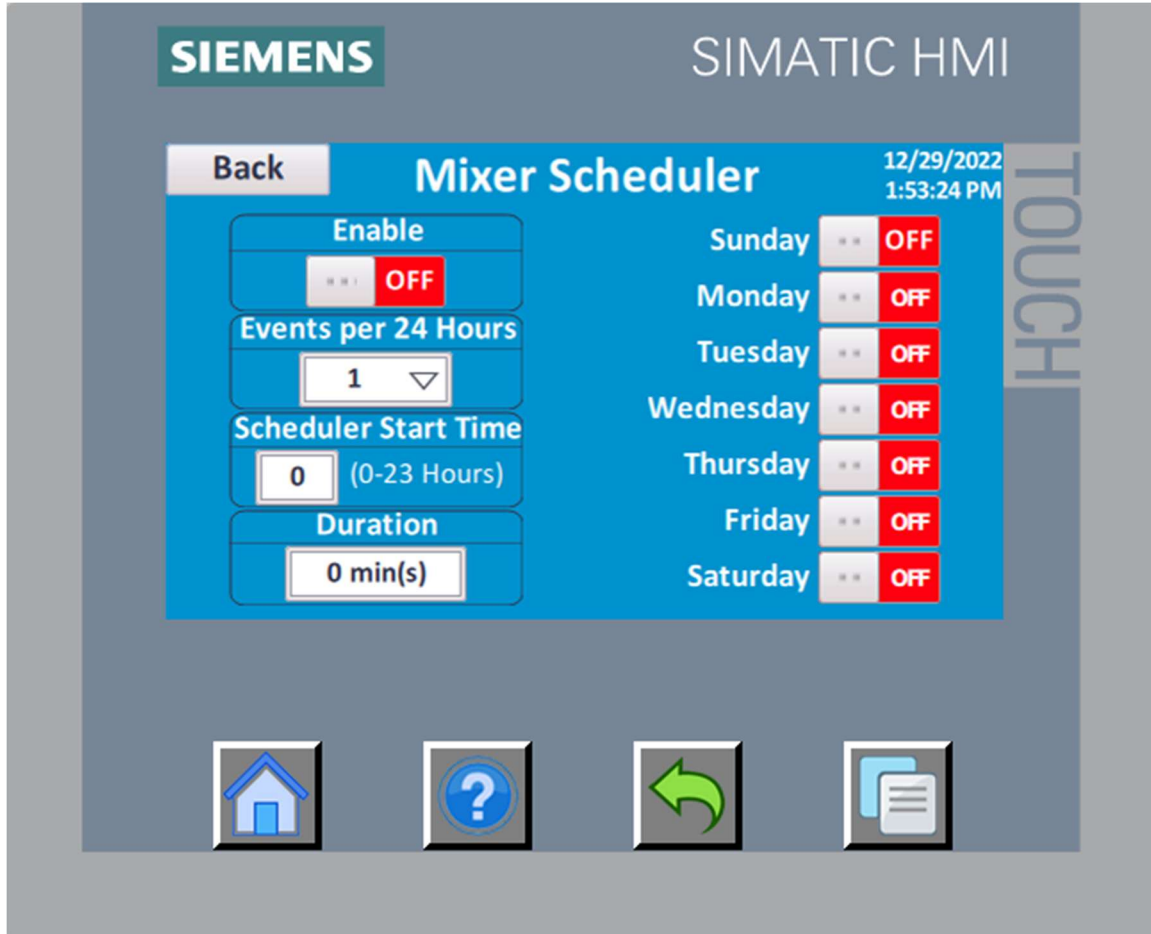 SIEMENS
SIMATIC HMI
TOUCH
Back
Mixer Scheduler
12/29/2022
1:53:24 PM
Enable
OFF
Events per 24 Hours
1
Scheduler Start Time
0 (0-23 Hours)
Duration
0 min(s)
Sunday OFF
Monday OFF
Tuesday OFF
Wednesday OFF
Thursday OFF
Friday OFF
Saturday OFF
?